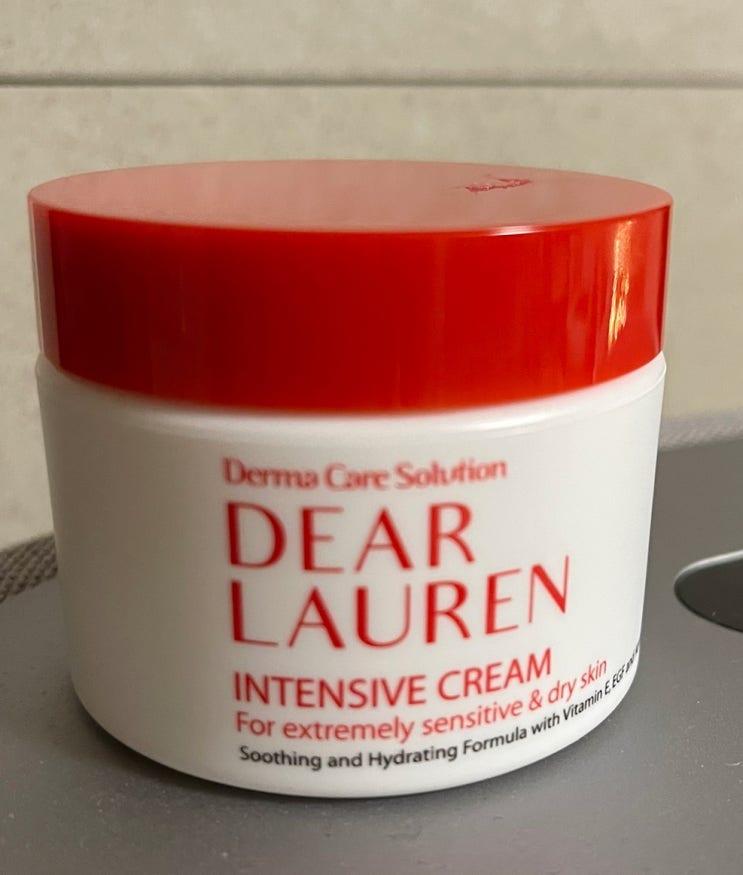 Derma Care Solution
DEAR
LAUREN
INTENSIVE CREAM
For extremely sensitive & dry skin
Soothing and Hydrating Formula with Vitamin E, EGF and